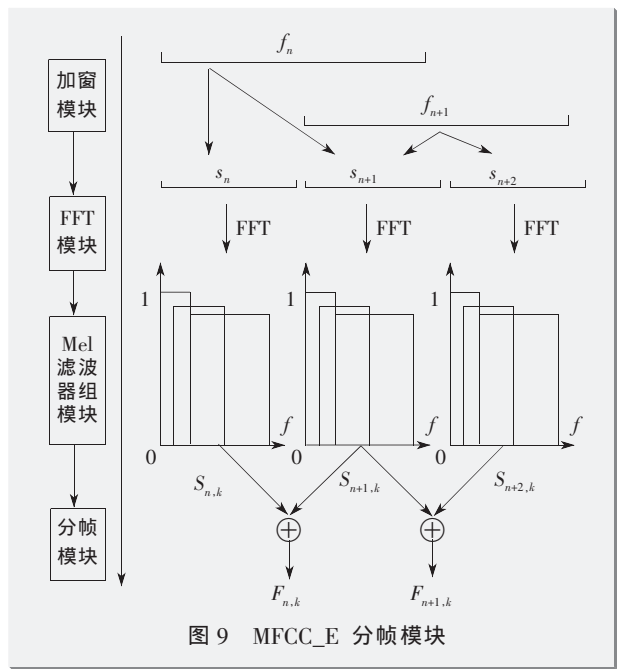 加窗
模块
FFT
模块
Mel
滤波
器组
模块
分帧
模块
f_n
f_{n+1}
s_n
s_{n+1}
s_{n+2}
FFT
FFT
FFT
1
1
1
f
f
f
0
0
0
S_{n,k}
S_{n+1,k}
S_{n+2,k}
F_{n,k}
F_{n+1,k}
图 9 MFCC_E 分帧模块